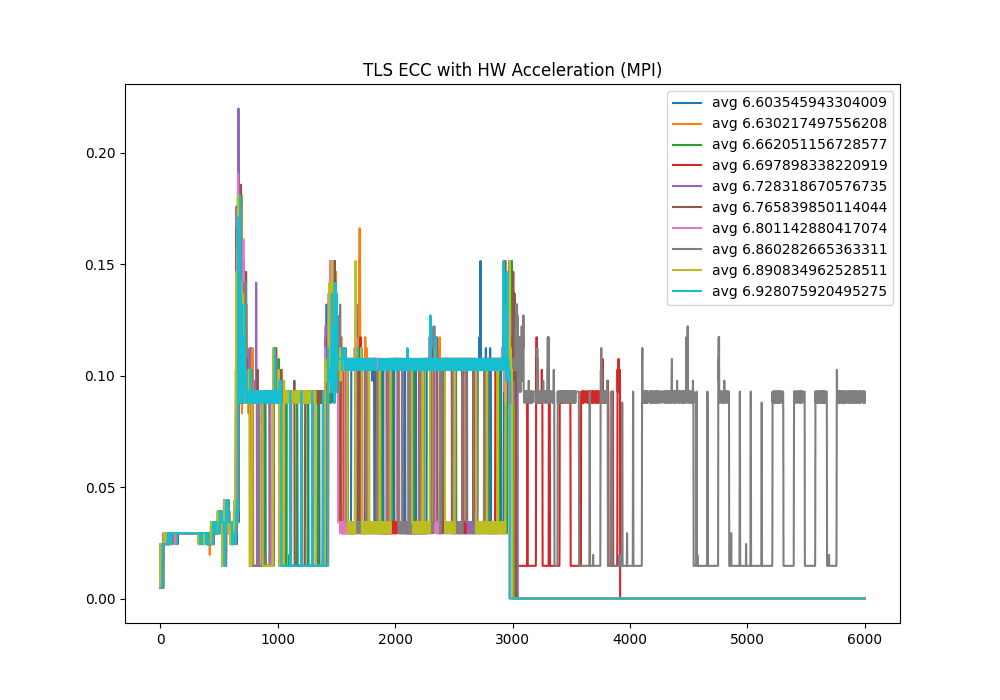 TLS ECC with HW Acceleration (MPI)
avg 6.603545943304009
avg 6.630217497556208
avg 6.662051156728577
avg 6.697898338220919
avg 6.728318670576735
avg 6.765839850114044
avg 6.801142880417074
avg 6.860282665363311
avg 6.890834962528511
avg 6.928075920495275
0.20
0.15
0.10
0.05
0.00
0 1000 2000 3000 4000 5000 6000